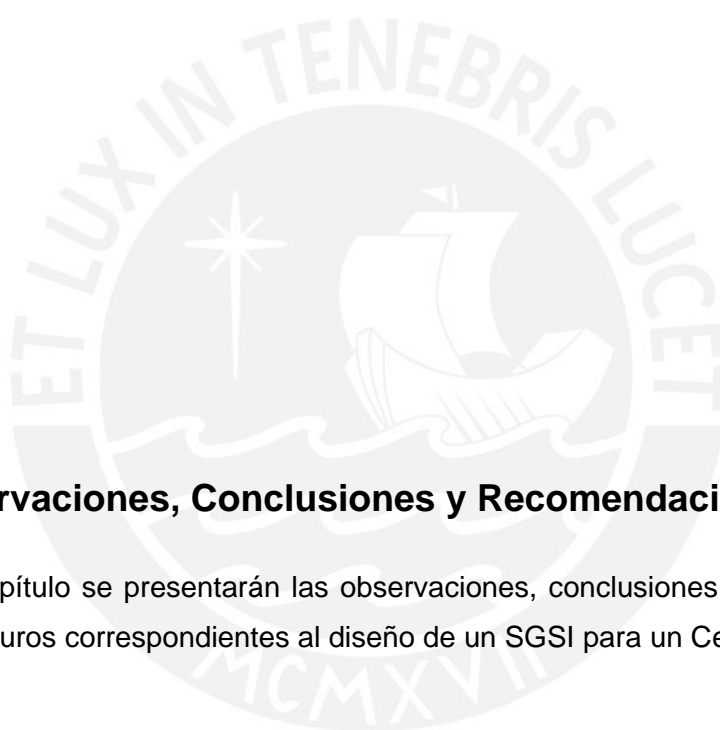 ET LUX IN TENEBRIS LUCET
rvaciones, Conclusiones y Recomendaci
pítulo se presentarán las observaciones, conclusiones
uros correspondientes al diseño de un SGSI para un Ce
MCMXVII